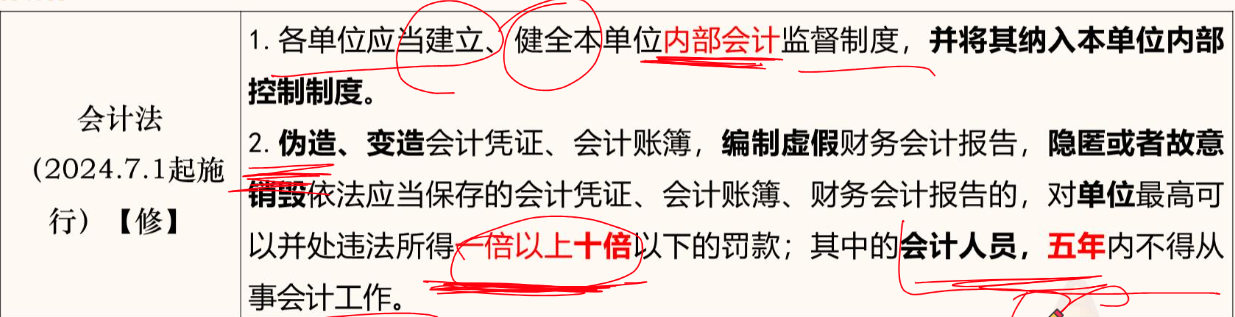 会计法
(2024.7.1起施
行）【修】
1. 各单位应当建立、健全本单位内部会计监督制度，并将其纳入本单位内部
控制制度。
2. 伪造、变造会计凭证、会计账簿，编制虚假财务会计报告，隐匿或者故意
销毁依法应当保存的会计凭证、会计账簿、财务会计报告的，对单位最高可
以并处违法所得一倍以上十倍以下的罚款；其中的会计人员，五年内不得从
事会计工作。